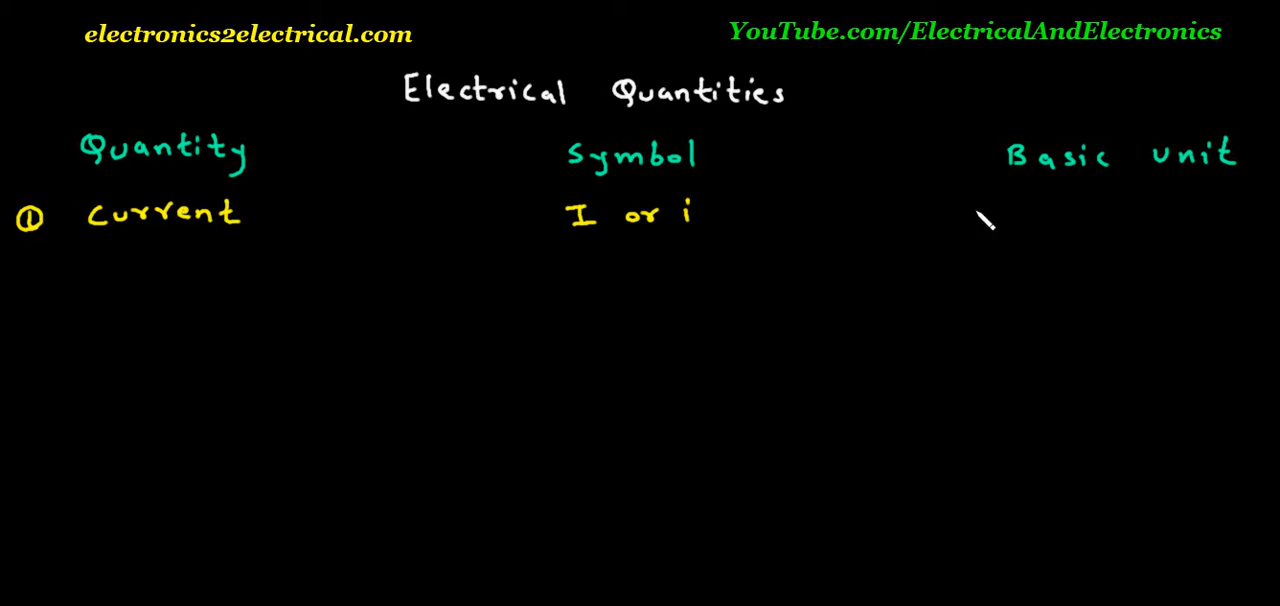 electronics2electrical.com YouTube.com/ElectricalAndElectronics
Electrical Quantities
Quantity Symbol Basic unit
① Current I or i